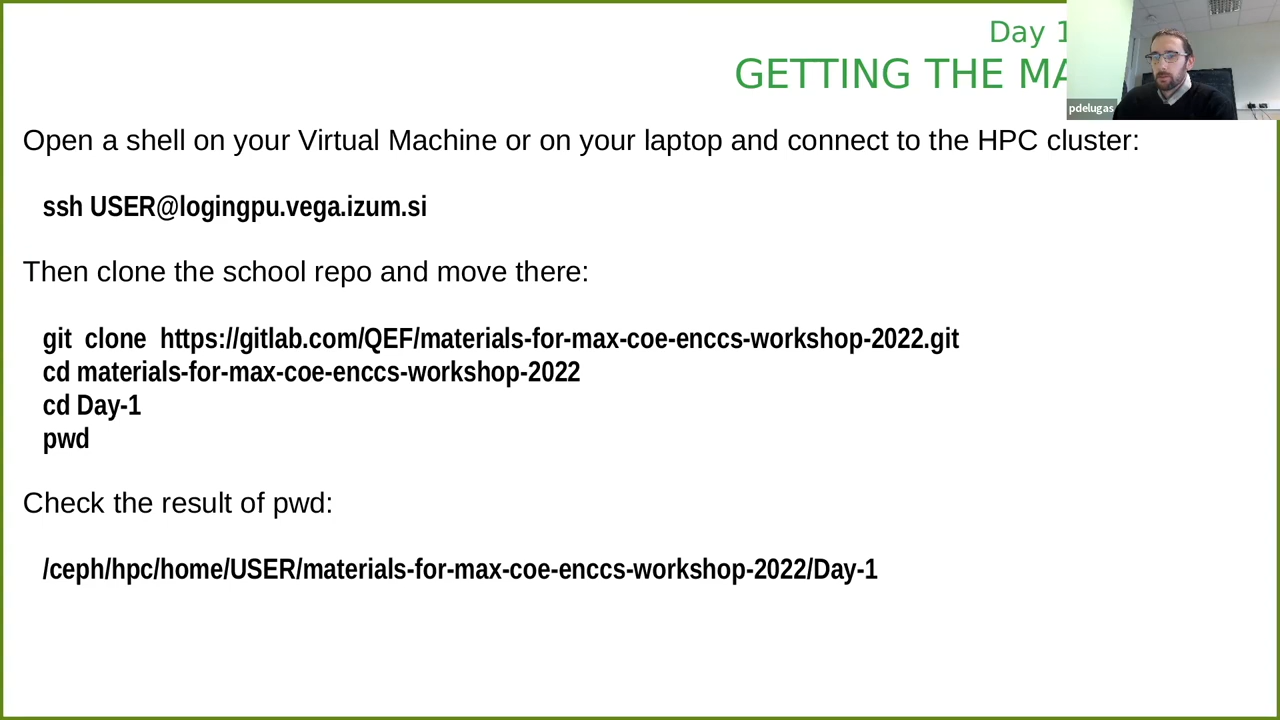 Day 1
GETTING THE MA
pdelugas
Open a shell on your Virtual Machine or on your laptop and connect to the HPC cluster:
ssh USER@logingpu.vega.izum.si
Then clone the school repo and move there:
git clone https://gitlab.com/QEF/materials-for-max-coe-enccs-workshop-2022.git
cd materials-for-max-coe-enccs-workshop-2022
cd Day-1
pwd
Check the result of pwd:
/ceph/hpc/home/USER/materials-for-max-coe-enccs-workshop-2022/Day-1